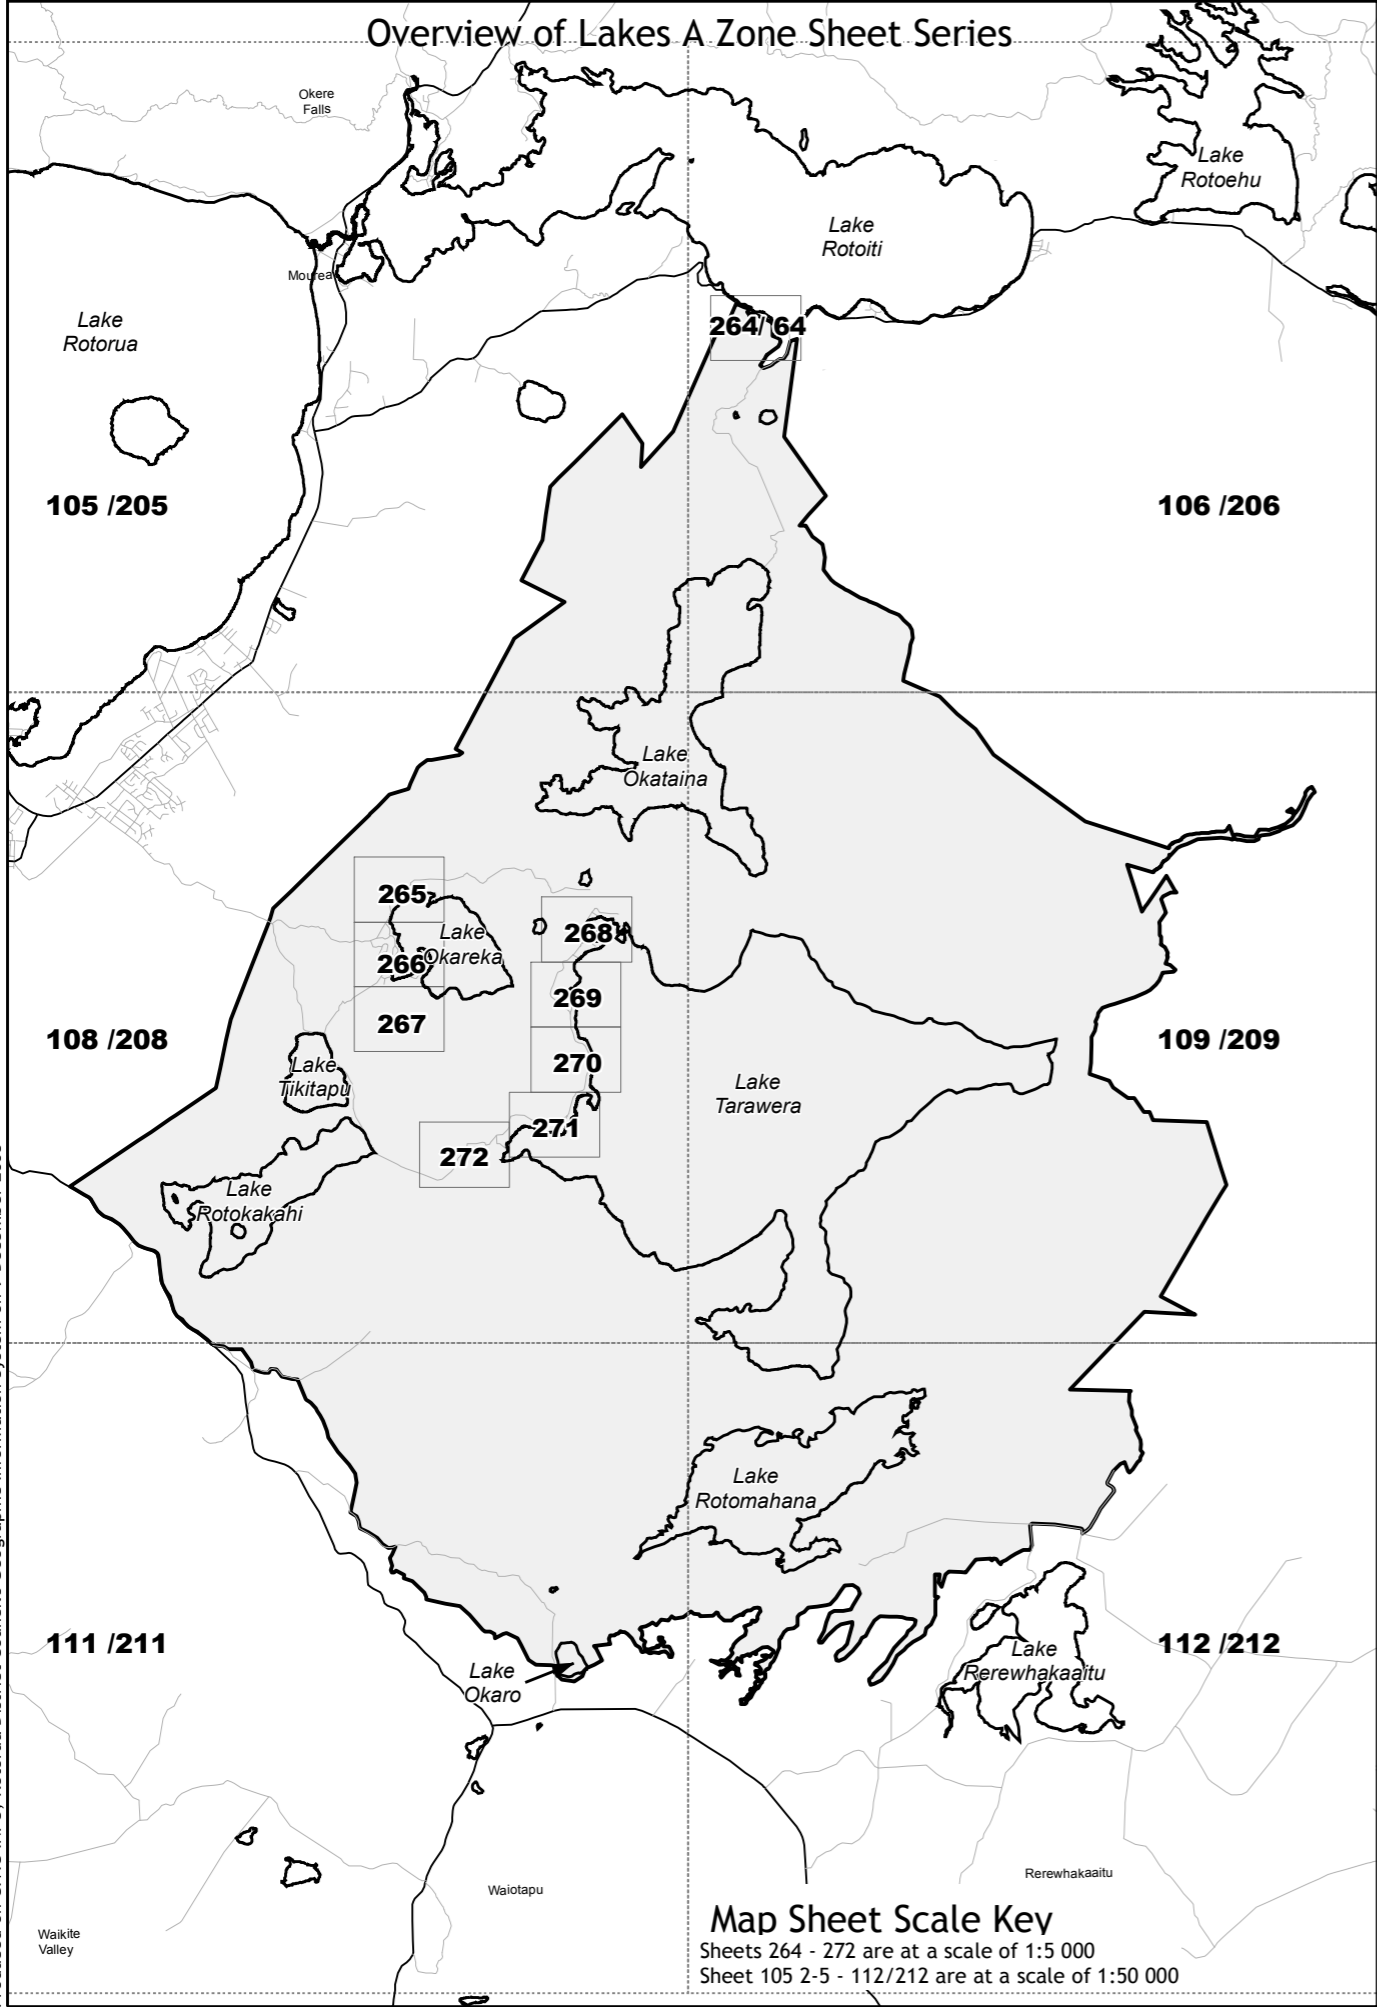 Overview of Lakes A Zone Sheet Series
Okere
Falls
Lake
Rotoehu
Lake
Rotoiti
Mourea
Lake
Rotorua
264/ 64
105 /205
106 /206
Lake
Okataina
265
Lake
Okareka
266
268
267
269
108 /208
109 /209
Lake
Tikitapu
270
Lake
Tarawera
271
272
Lake
Rotokakahi
Lake
Rotomahana
111 /211
Lake
Okaro
Lake
Rerewhakaaitu
112 /212
Waiotapu
Rerewhakaaitu
Waikite
Valley
Map Sheet Scale Key
Sheets 264 - 272 are at a scale of 1:5 000
Sheet 105 2-5 - 112/212 are at a scale of 1:50 000